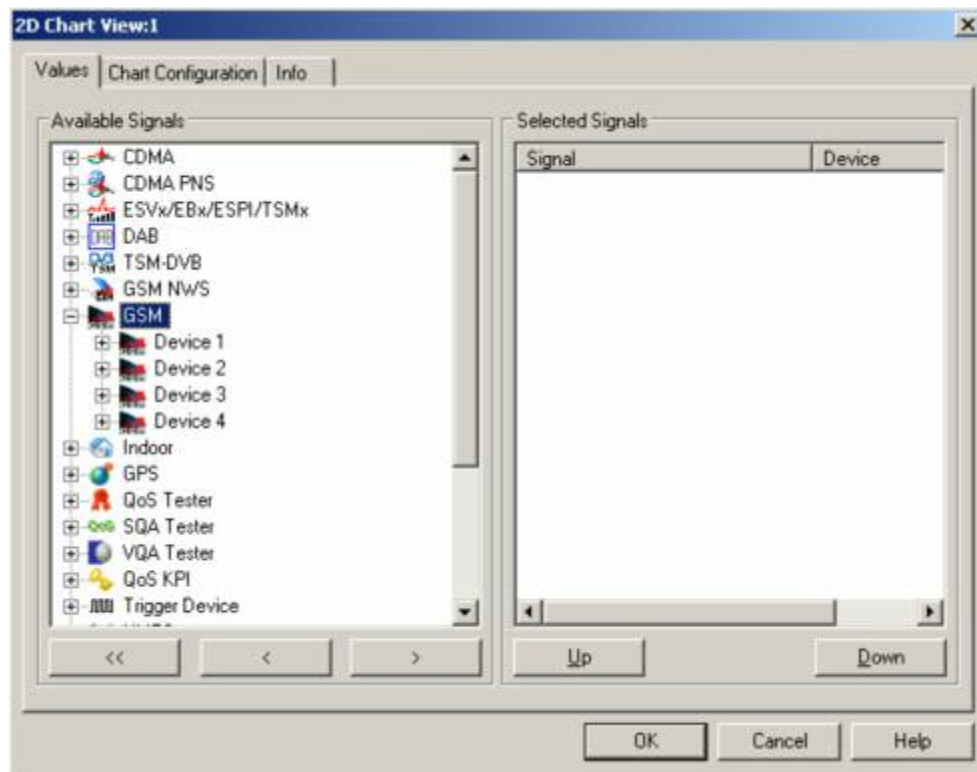 2D Chart View:1
Values
Chart Configuration
Info
Available Signals
CDMA
CDMA PNS
ESVx/EBx/ESPI/TSMx
DAB
TSM-DVB
GSM NWS
GSM
Device 1
Device 2
Device 3
Device 4
Indoor
GPS
QoS Tester
SQA Tester
VQA Tester
QoS KPI
Trigger Device
<<
<
>
Selected Signals
Signal
Device
Up
Down
OK
Cancel
Help